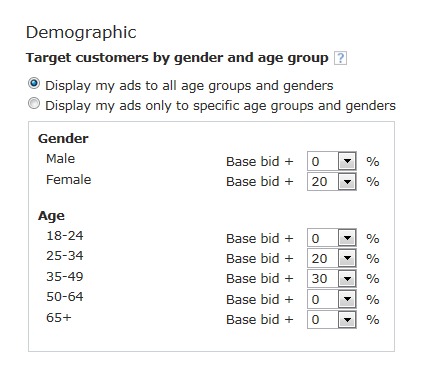 Demographic
Target customers by gender and age group ?
Display my ads to all age groups and genders
Display my ads only to specific age groups and genders
Gender
Male Base bid + 0 %
Female Base bid + 20 %
Age
18-24 Base bid + 0 %
25-34 Base bid + 20 %
35-49 Base bid + 30 %
50-64 Base bid + 0 %
65+ Base bid + 0 %